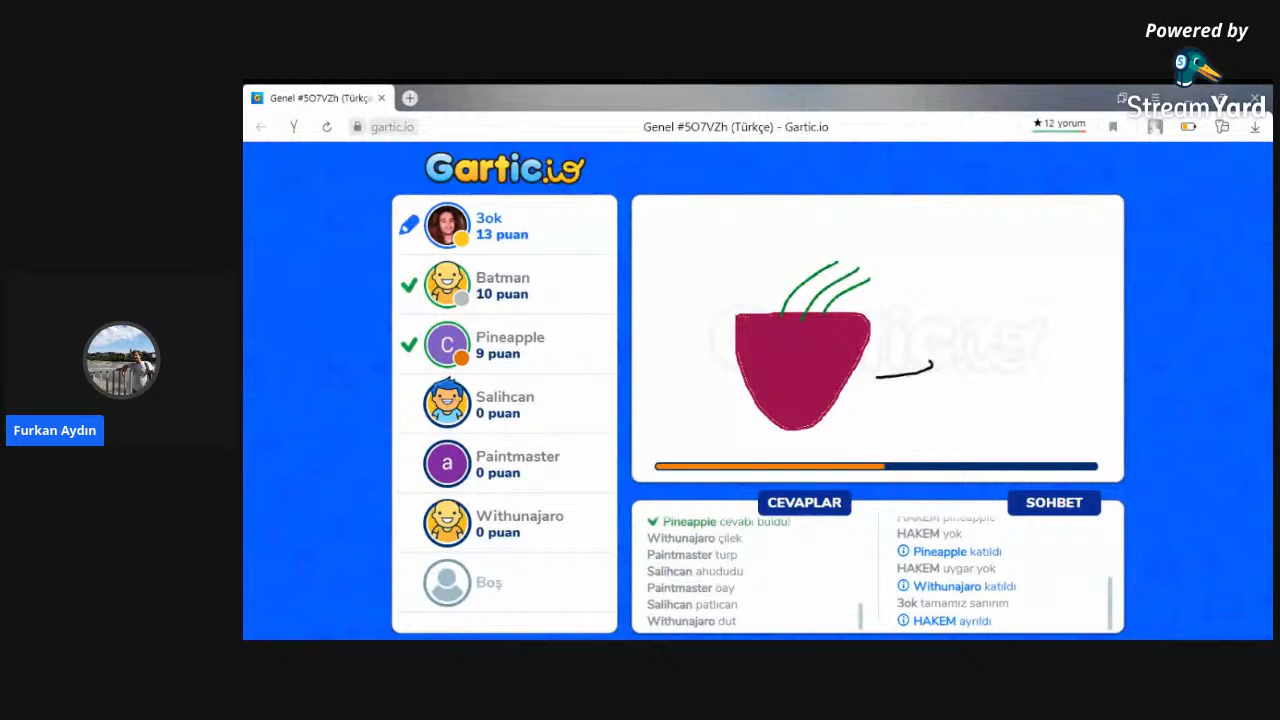 Powered by
StreamYard
Genel #5O7VZh (Türkçe
gartic.io
Genel #5O7VZh (Türkçe) - Gartic.io
12 yorum
Gartic.io
3ok
13 puan
Batman
10 puan
C
Pineapple
9 puan
Salihcan
0 puan
a
Paintmaster
0 puan
Withunajaro
0 puan
Boş
Furkan Aydın
CEVAPLAR
Pineapple cevabı buldu!
Withunajaro çilek
Paintmaster turp
Salihcan ahududu
Paintmaster öay
Salihcan patlıcan
Withunajaro dut
SOHBET
HAKEM pineapple
HAKEM yok
Pineapple katıldı
HAKEM uygar yok
Withunajaro katıldı
3ok tamamız sanırım
HAKEM ayrıldı